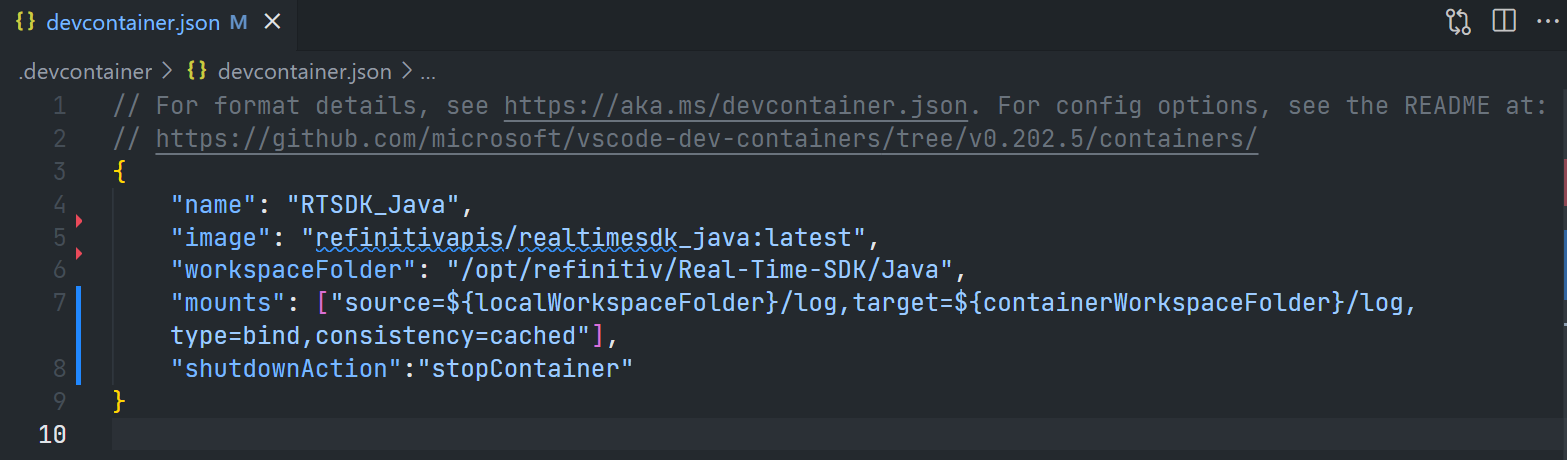 {} devcontainer.json M ×
.devcontainer > {} devcontainer.json > ...
1 // For format details, see https://aka.ms/devcontainer.json. For config options, see the README at:
2 // https://github.com/microsoft/vscode-dev-containers/tree/v0.202.5/containers/
3 {
4 "name": "RTSDK_Java",
5 "image": "refinitivapis/realtimesdk_java:latest",
6 "workspaceFolder": "/opt/refinitiv/Real-Time-SDK/Java",
7 "mounts": ["source=${localWorkspaceFolder}/log,target=${containerWorkspaceFolder}/log,
type=bind,consistency=cached"],
8 "shutdownAction":"stopContainer"
9 }
10